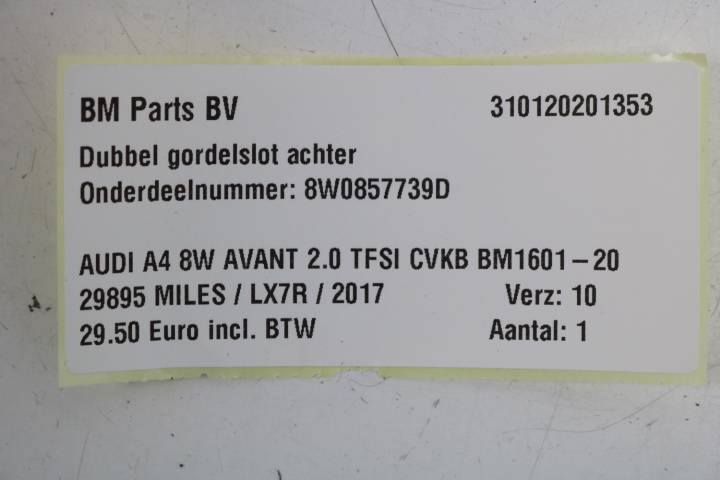 BM Parts BV 310120201353
Dubbel gordelslot achter
Onderdeelnummer: 8W0857739D
AUDI A4 8W AVANT 2.0 TFSI CVKB BM1601-20
29895 MILES / LX7R / 2017 Verz: 10
29.50 Euro incl. BTW Aantal: 1